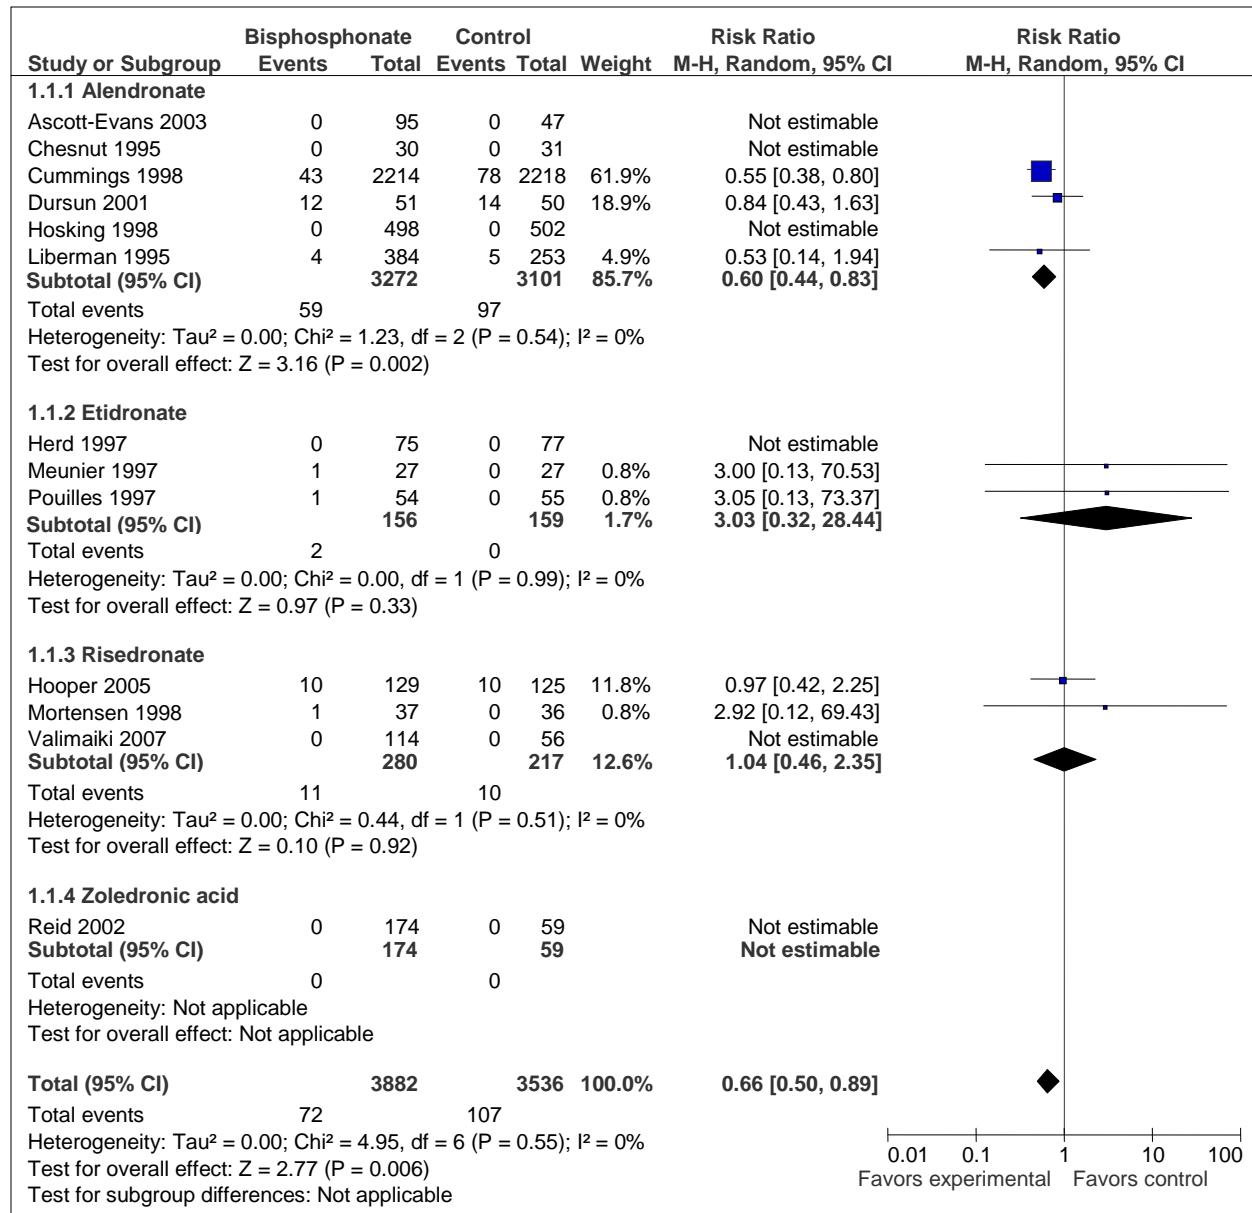 Bisphosphonate Control Risk Ratio Risk Ratio
Study or Subgroup Events Total Events Total Weight M-H, Random, 95% CI M-H, Random, 95% CI
1.1.1 Alendronate
Ascott-Evans 2003 0 95 0 47 Not estimable
Chesnut 1995 0 30 0 31 Not estimable
Cummings 1998 43 2214 78 2218 61.9% 0.55 [0.38, 0.80]
Dursun 2001 12 51 14 50 18.9% 0.84 [0.43, 1.63]
Hosking 1998 0 498 0 502 Not estimable
Liberman 1995 4 384 5 253 4.9% 0.53 [0.14, 1.94]
Subtotal (95% CI) 3272 3101 85.7% 0.60 [0.44, 0.83]
Total events 59 97
Heterogeneity: Tau² = 0.00; Chi² = 1.23, df = 2 (P = 0.54); I² = 0%
Test for overall effect: Z = 3.16 (P = 0.002)
1.1.2 Etidronate
Herd 1997 0 75 0 77 Not estimable
Meunier 1997 1 27 0 27 0.8% 3.00 [0.13, 70.53]
Pouilles 1997 1 54 0 55 0.8% 3.05 [0.13, 73.37]
Subtotal (95% CI) 156 159 1.7% 3.03 [0.32, 28.44]
Total events 2 0
Heterogeneity: Tau² = 0.00; Chi² = 0.00, df = 1 (P = 0.99); I² = 0%
Test for overall effect: Z = 0.97 (P = 0.33)
1.1.3 Risedronate
Hooper 2005 10 129 10 125 11.8% 0.97 [0.42, 2.25]
Mortensen 1998 1 37 0 36 0.8% 2.92 [0.12, 69.43]
Valimaiki 2007 0 114 0 56 Not estimable
Subtotal (95% CI) 280 217 12.6% 1.04 [0.46, 2.35]
Total events 11 10
Heterogeneity: Tau² = 0.00; Chi² = 0.44, df = 1 (P = 0.51); I² = 0%
Test for overall effect: Z = 0.10 (P = 0.92)
1.1.4 Zoledronic acid
Reid 2002 0 174 0 59 Not estimable
Subtotal (95% CI) 174 59 Not estimable
Total events 0 0
Heterogeneity: Not applicable
Test for overall effect: Not applicable
Total (95% CI) 3882 3536 100.0% 0.66 [0.50, 0.89]
Total events 72 107
Heterogeneity: Tau² = 0.00; Chi² = 4.95, df = 6 (P = 0.55); I² = 0%
Test for overall effect: Z = 2.77 (P = 0.006)
Test for subgroup differences: Not applicable
0.01 0.1 1 10 100
Favors experimental Favors control